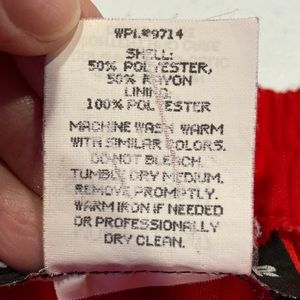 WPL#9714
SHELL:
50% POLYESTER,
50% RAYON
LINING:
100% POLYESTER
MACHINE WASH WARM
WITH SIMILAR COLORS.
DO NOT BLEACH.
TUMBLE DRY MEDIUM.
REMOVE PROMPTLY.
WARM IRON IF NEEDED
OR PROFESSIONALLY
DRY CLEAN.